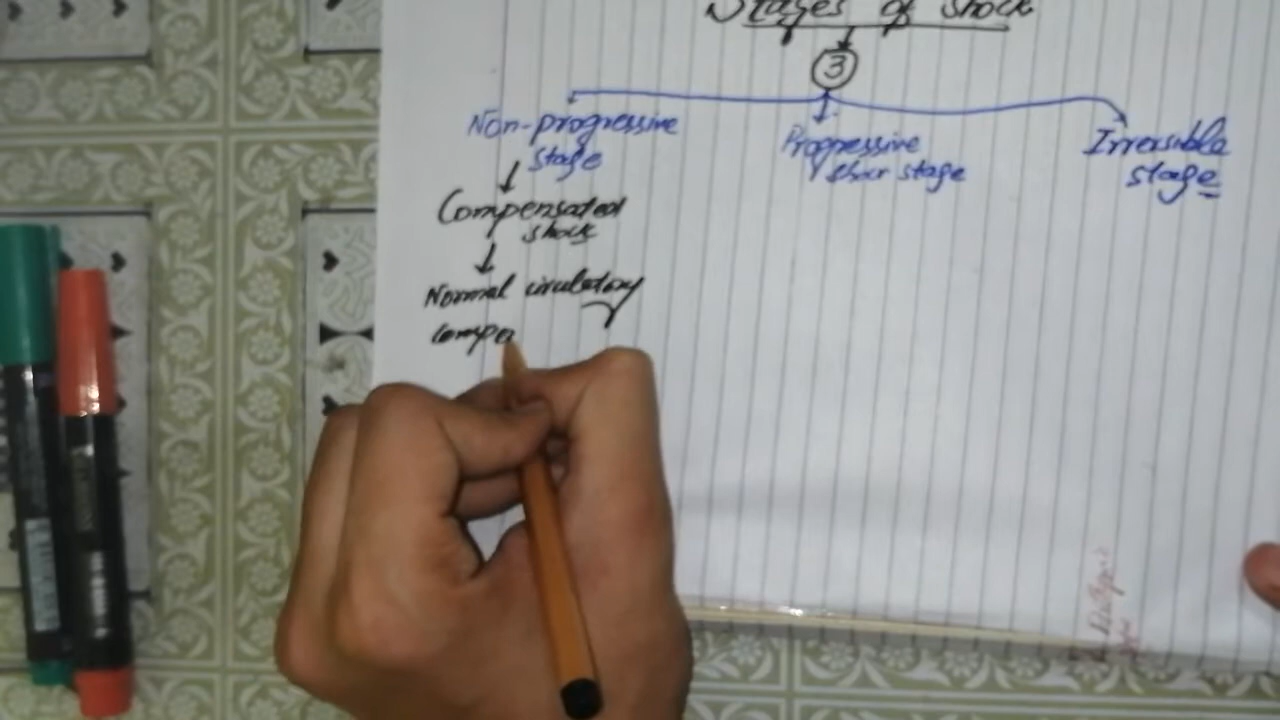 Stages of shock
3
Non-progressive
stage
Progressive
shock stage
Irreversible
stage
Compensated
shock
Normal circulatory
compe